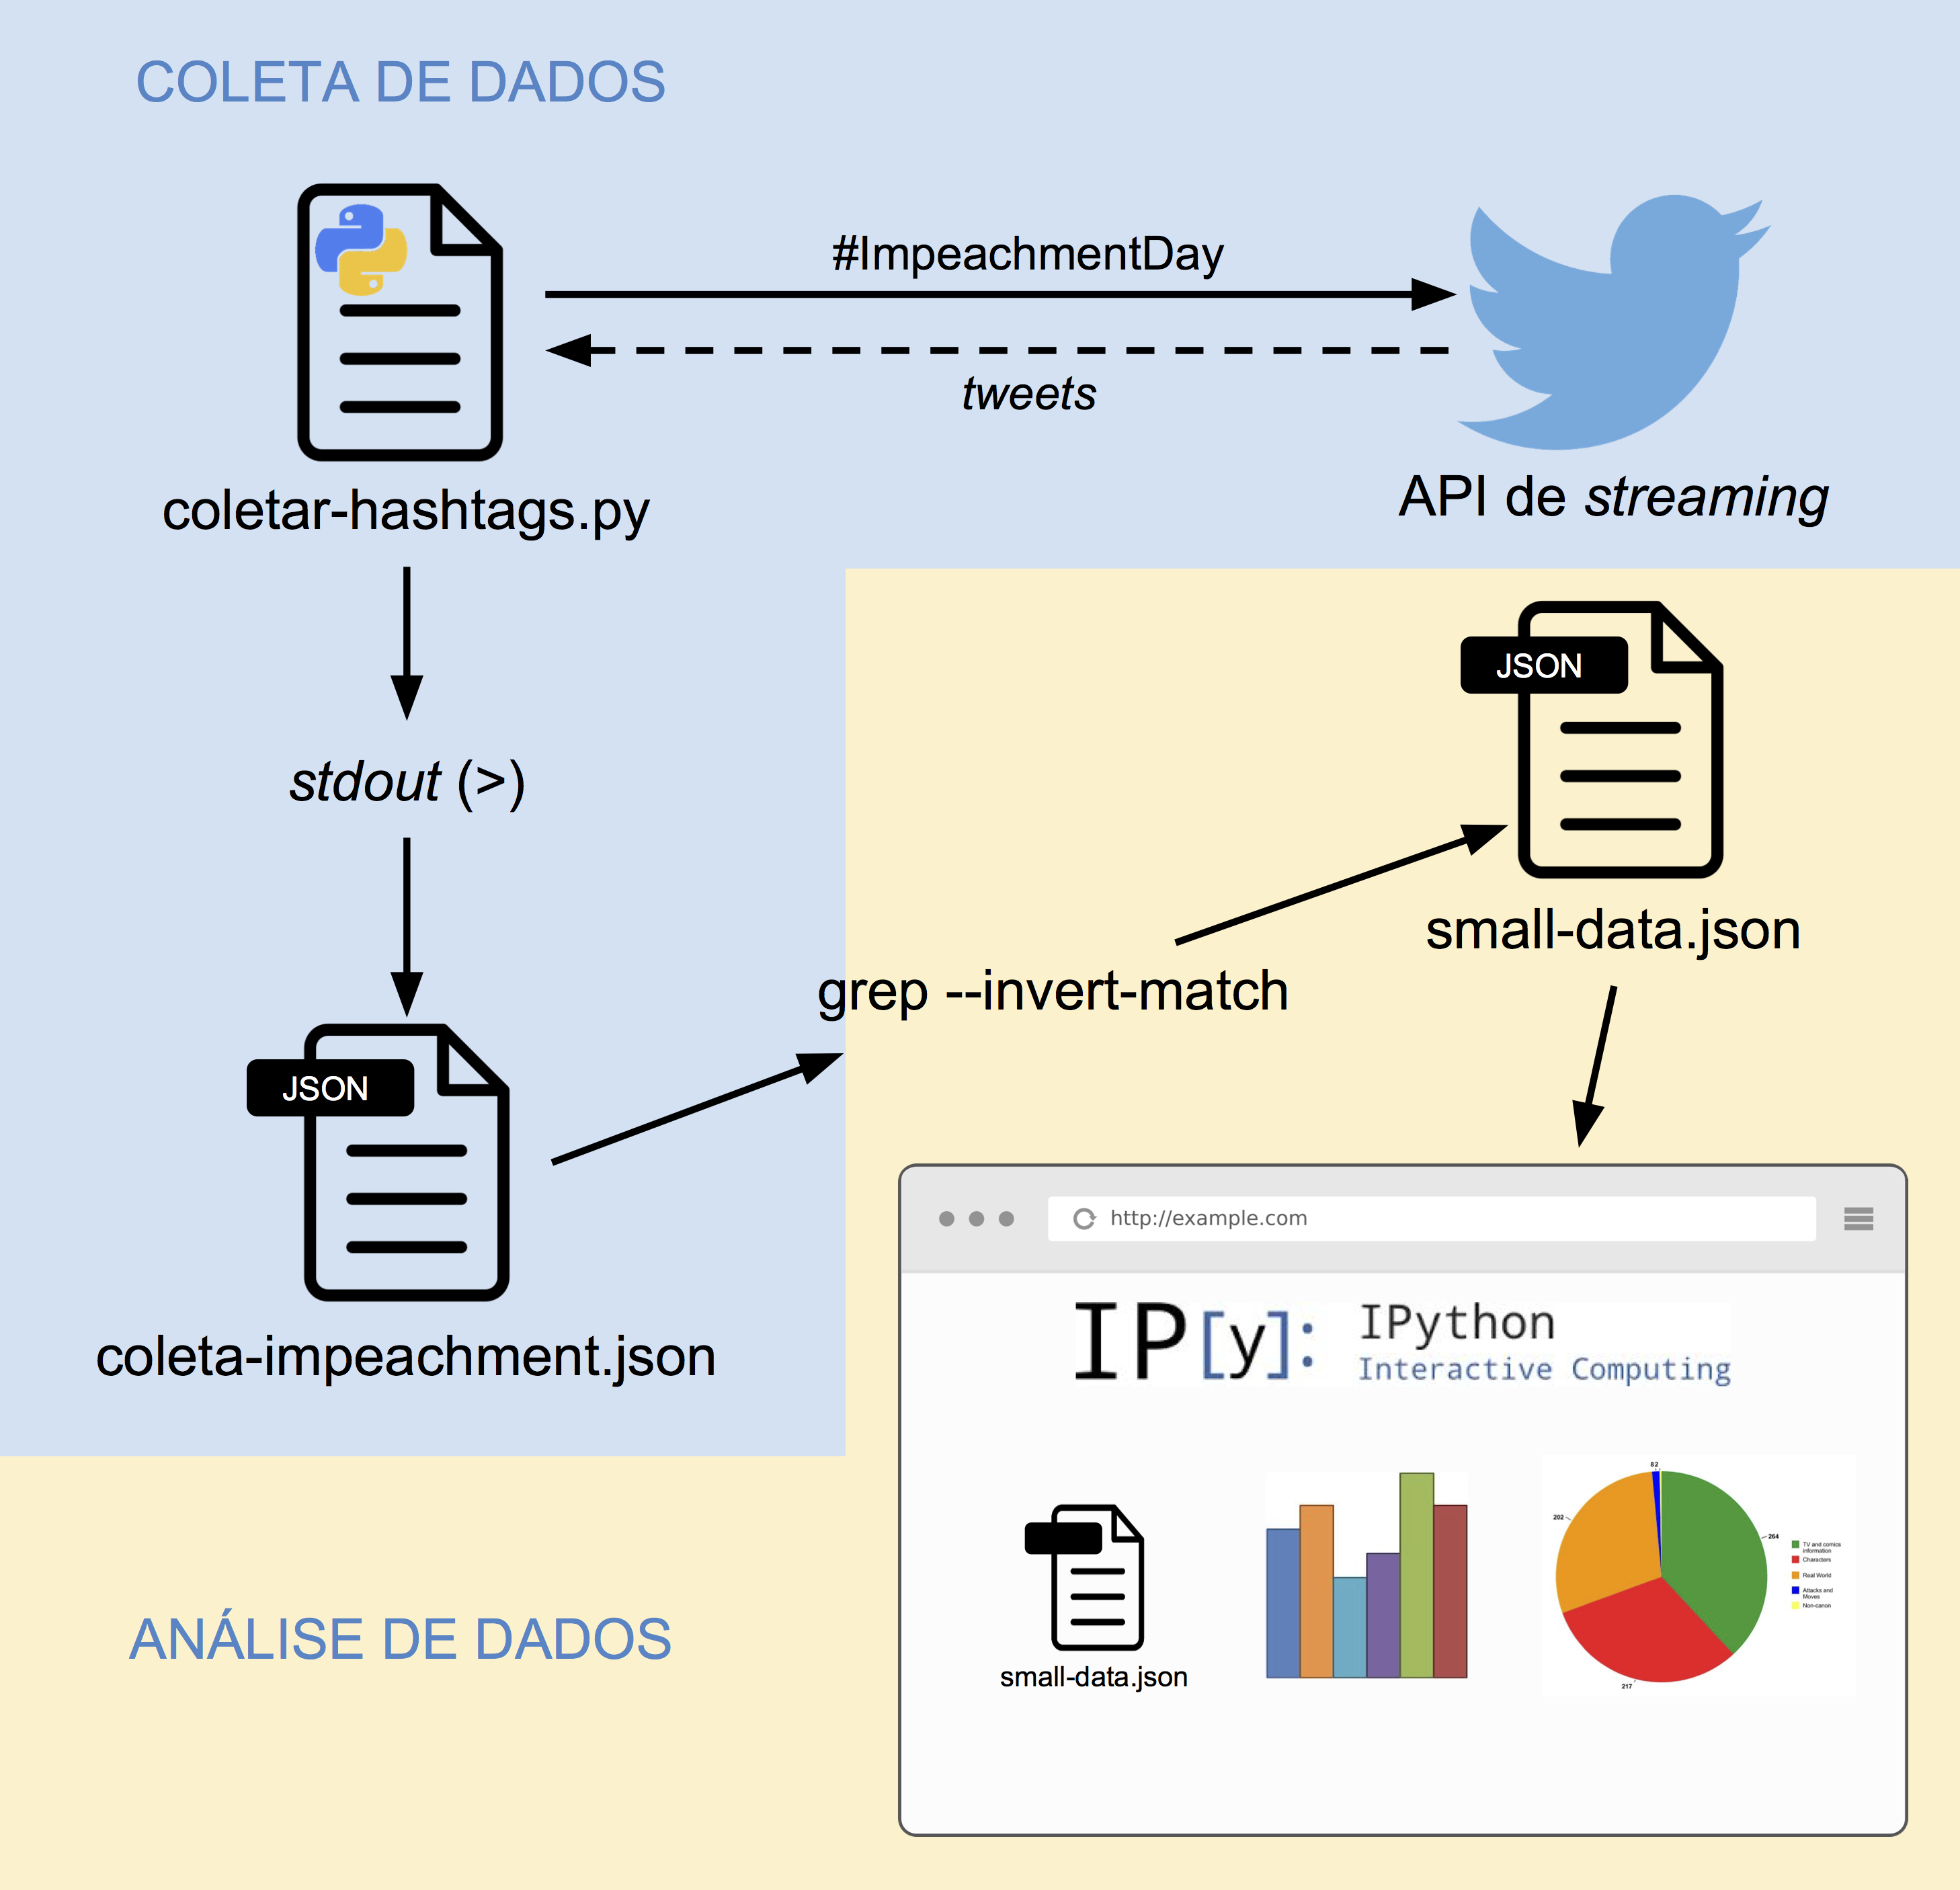 COLETA DE DADOS
#ImpeachmentDay
tweets
coletar-hashtags.py
API de streaming
stdout (>)
JSON
small-data.json
grep --invert-match
JSON
coleta-impeachment.json
http://example.com
IP[y]:
IPython
Interactive Computing
small-data.json
82
202
264
217
TV and comics
information
Characters
Real World
Attacks and
Moves
Non-canon
ANÁLISE DE DADOS